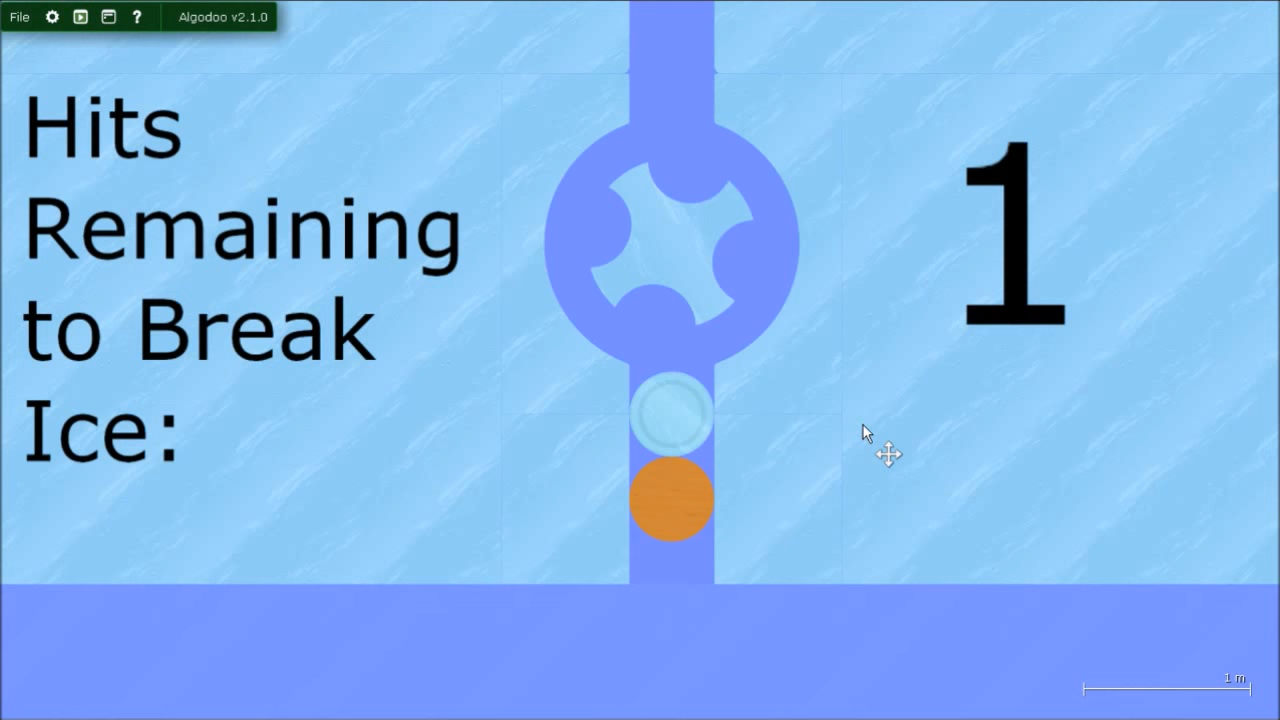 File ? Algodoo v2.1.0
Hits
Remaining
to Break
Ice:
1
1 m